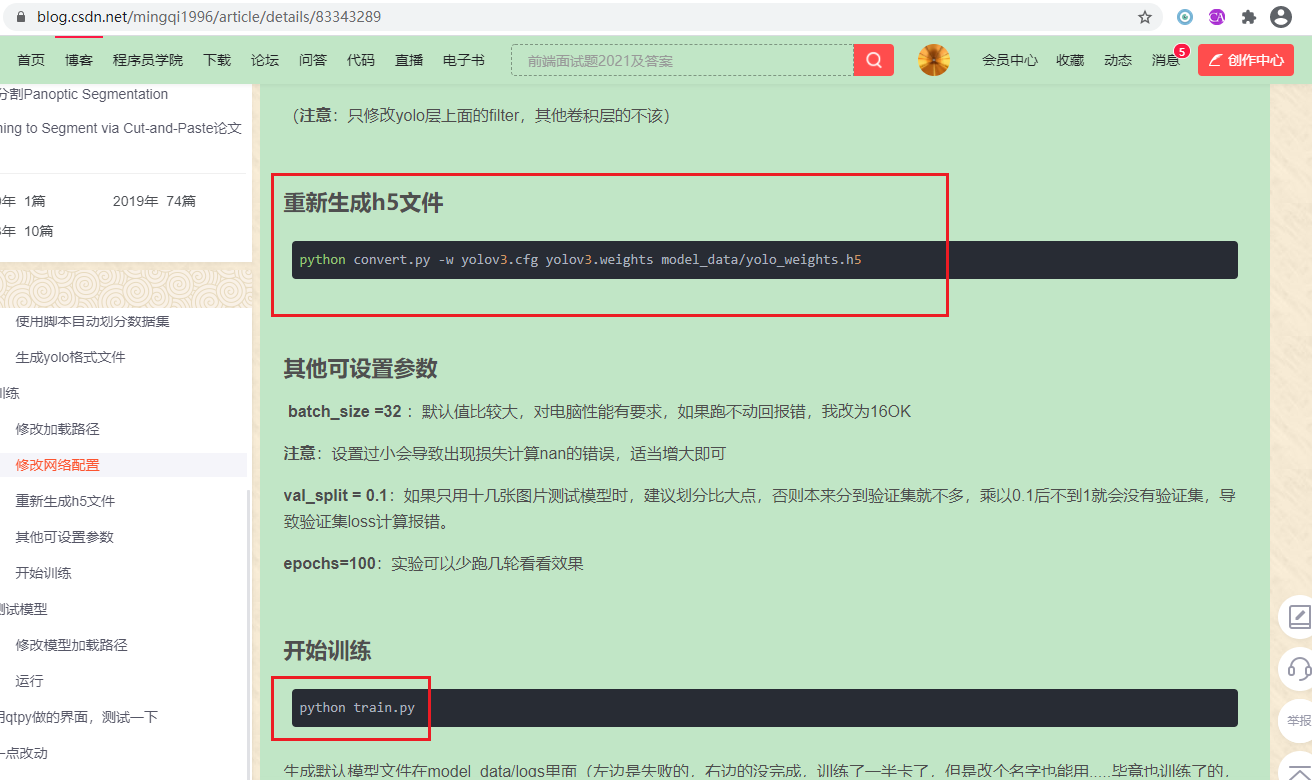 blog.csdn.net/mingqi1996/article/details/83343289
首页 博客 程序员学院 下载 论坛 问答 代码 直播 电子书 前端面试题2021及答案 会员中心 收藏 动态 消息 5 创作中心
分割Panoptic Segmentation
ning to Segment via Cut-and-Paste论文
年 1篇 2019年 74篇
年 10篇
使用脚本自动划分数据集
生成yolo格式文件
训练
修改加载路径
修改网络配置
重新生成h5文件
其他可设置参数
开始训练
测试模型
修改模型加载路径
运行
用qtpy做的界面，测试一下
一点改动
（注意：只修改yolo层上面的filter，其他卷积层的不该）
重新生成h5文件
python convert.py -w yolov3.cfg yolov3.weights model_data/yolo_weights.h5
其他可设置参数
batch_size =32 ：默认值比较大，对电脑性能有要求，如果跑不动回报错，我改为16OK
注意：设置过小会导致出现损失计算nan的错误，适当增大即可
val_split = 0.1：如果只用十几张图片测试模型时，建议划分比大点，否则本来分到验证集就不多，乘以0.1后不到1就会没有验证集，导
致验证集loss计算报错。
epochs=100：实验可以少跑几轮看看效果
开始训练
python train.py
生成默认模型文件在model_data/logs里面（左边是失败的，右边的没完成，训练了一半卡了，但是改个名字也能用.....毕竟也训练了的，
CA
举报